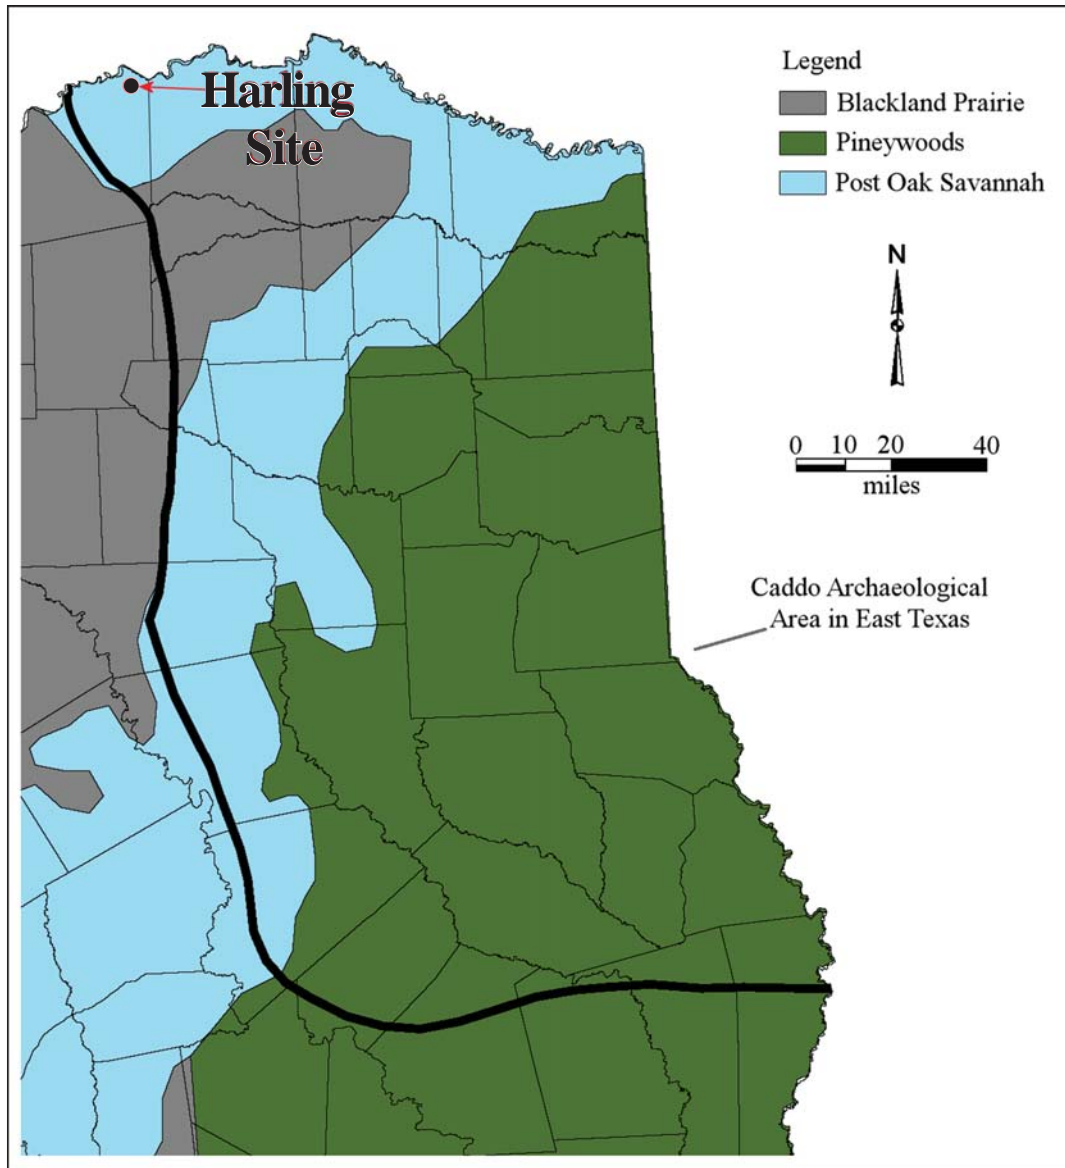 Harling
Site
Legend
Blackland Prairie
Pineywoods
Post Oak Savannah
N
0 10 20 40
miles
Caddo Archaeological
Area in East Texas